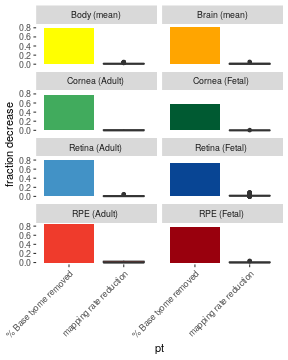 Body (mean)
Brain (mean)
0.8
0.6
0.4
0.2
0.0
Cornea (Adult)
Cornea (Fetal)
0.8
0.6
0.4
0.2
0.0
Retina (Adult)
Retina (Fetal)
0.8
0.6
0.4
0.2
0.0
RPE (Adult)
RPE (Fetal)
0.8
0.6
0.4
0.2
0.0
fraction decrease
% Base home removed
mapping rate reduction
% Base home removed
mapping rate reduction
pt